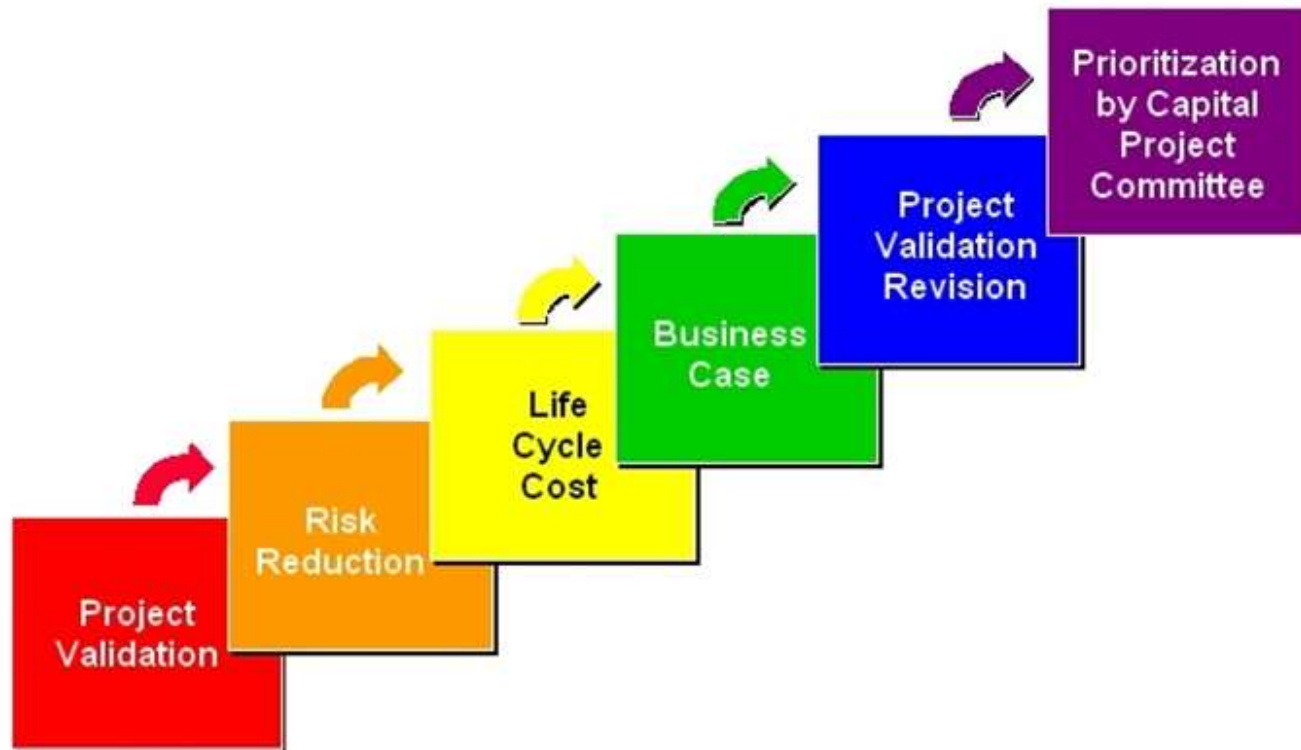 Project
Validation
Risk
Reduction
Life
Cycle
Cost
Business
Case
Project
Validation
Revision
Prioritization
by Capital
Project
Committee